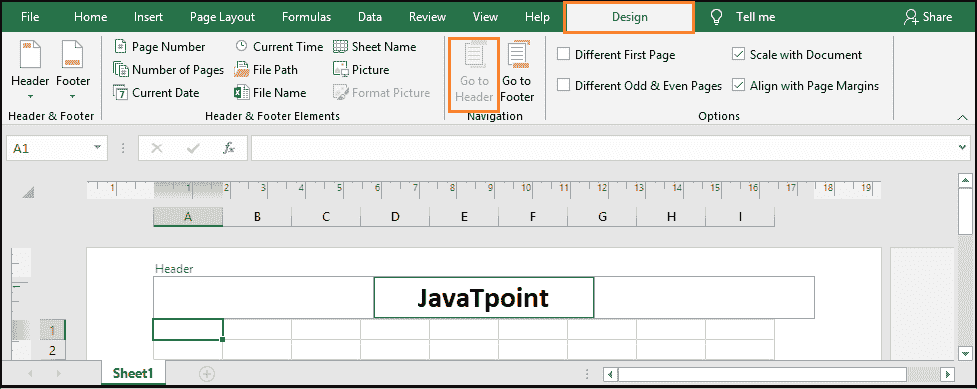 File Home Insert Page Layout Formulas Data Review View Help Design Tell me Share
Page Number Current Time Sheet Name
Number of Pages File Path Picture
Current Date File Name Format Picture
Header Footer
Go to Header Go to Footer
Different First Page Scale with Document
Different Odd & Even Pages Align with Page Margins
Header & Footer Header & Footer Elements Navigation Options
A1 fx
1 1 2 3 4 5 6 7 8 9 10 11 12 13 14 15 16 17 18 19
A B C D E F G H I
Header
JavaTpoint
1
2
Sheet1